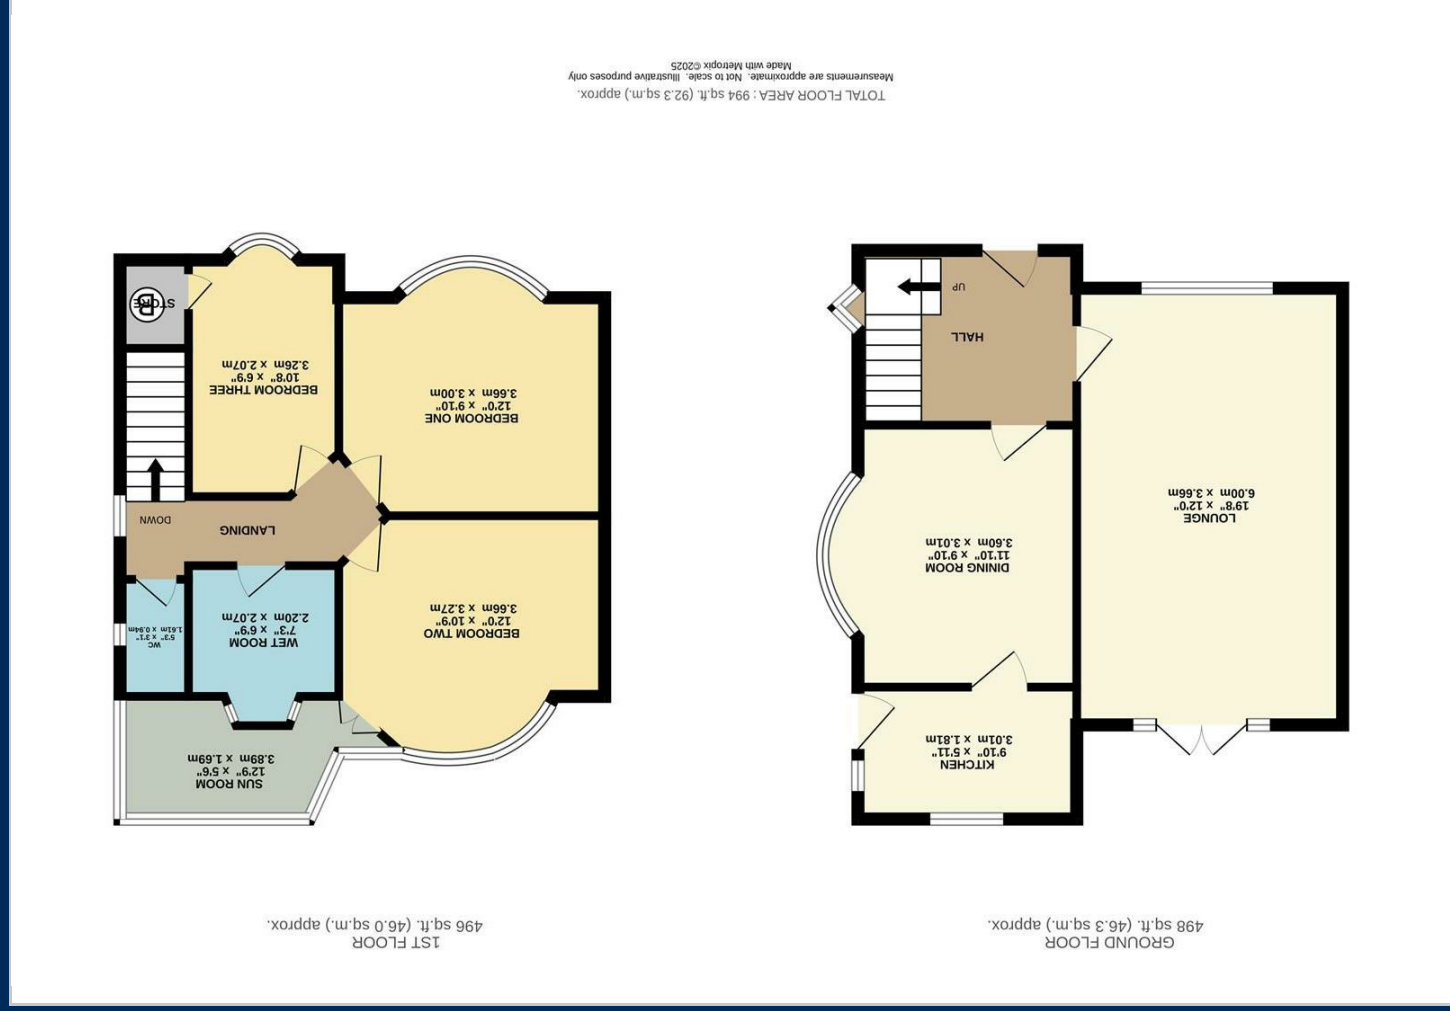 GROUND FLOOR
498 sq.ft. (46.3 sq.m.) approx.
1ST FLOOR
496 sq.ft. (46.0 sq.m.) approx.
KITCHEN
9'10" x 5'11"
3.01m x 1.81m
DINING ROOM
11'10" x 9'10"
3.60m x 3.01m
LOUNGE
19'8" x 12'0"
6.00m x 3.66m
HALL
UP
SUN ROOM
12'9" x 5'6"
3.89m x 1.69m
WET ROOM
7'3" x 6'9"
2.20m x 2.07m
WC
5'3" x 3'1"
1.61m x 0.94m
BEDROOM TWO
12'0" x 10'9"
3.66m x 3.27m
LANDING
DOWN
BEDROOM ONE
12'0" x 9'10"
3.66m x 3.00m
BEDROOM THREE
10'8" x 6'9"
3.26m x 2.07m
STORE
B
TOTAL FLOOR AREA : 994 sq.ft. (92.3 sq.m.) approx.
Measurements are approximate. Not to scale. Illustrative purposes only
Made with Metropix ©2025